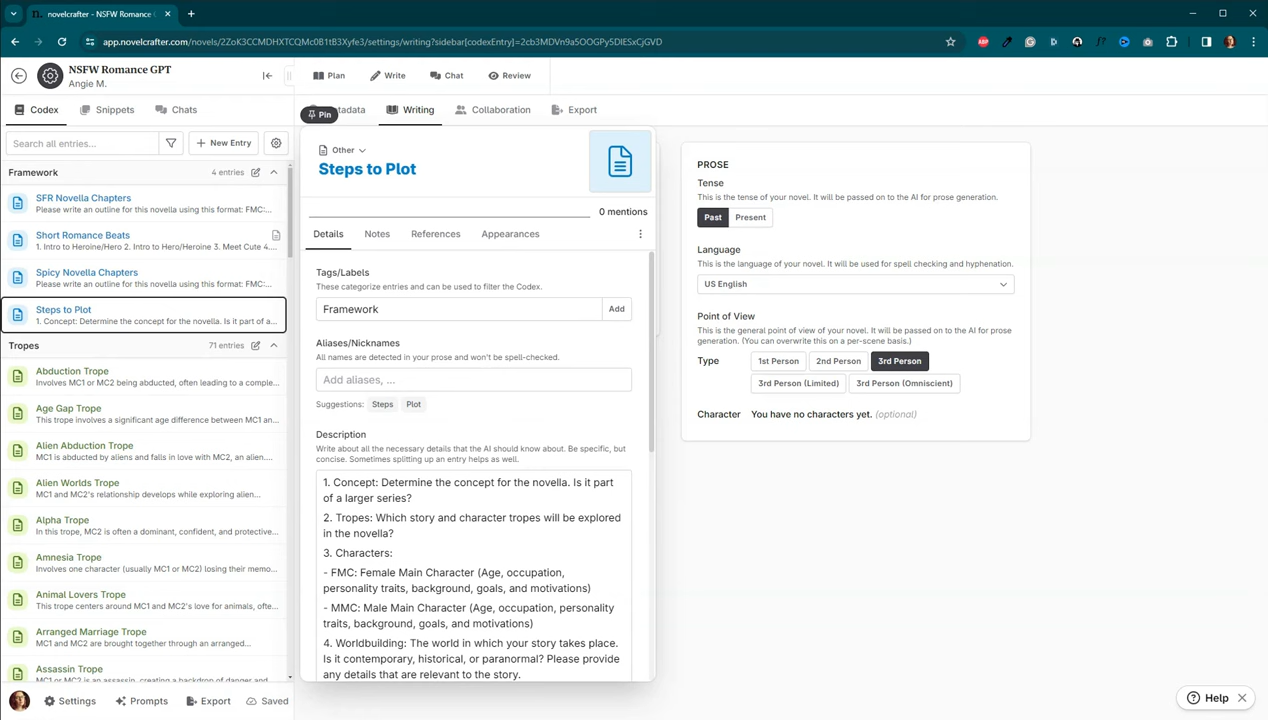 novelcrafter - NSFW Romance G
app.novelcrafter.com/novels/2ZoK3CCMDHXTCQMc0B1tB3Xyfe3/settings/writing?sidebar[codexEntry]=2cb3MDVn9a5OOGPy5DIESxCjGVD
NSFW Romance GPT
Angie M.
Plan
Write
Chat
Review
Codex
Snippets
Chats
Pin
tadata
Writing
Collaboration
Export
Search all entries...
New Entry
Framework
4 entries
SFR Novella Chapters
Please write an outline for this novella using this format: FMC:...
Short Romance Beats
1. Intro to Heroine/Hero 2. Intro to Hero/Heroine 3. Meet Cute 4....
Spicy Novella Chapters
Please write an outline for this novella using this format: FMC:...
Steps to Plot
1. Concept: Determine the concept for the novella. Is it part of a...
Tropes
71 entries
Abduction Trope
Involves MC1 or MC2 being abducted, often leading to a comple...
Age Gap Trope
This trope involves a significant age difference between MC1 an...
Alien Abduction Trope
MC1 is abducted by aliens and falls in love with MC2, an alien....
Alien Worlds Trope
MC1 and MC2's relationship develops while exploring alien...
Alpha Trope
In this trope, MC2 is often a dominant, confident, and protective...
Amnesia Trope
Involves one character (usually MC1 or MC2) losing their memo...
Animal Lovers Trope
This trope centers around MC1 and MC2's love for animals, ofte...
Arranged Marriage Trope
MC1 and MC2 are brought together through an arranged...
Assassin Trope
MC1 or MC2 is an assassin, creating a backdrop of danger and
Settings
Prompts
Export
Saved
Other
Steps to Plot
0 mentions
Details
Notes
References
Appearances
Tags/Labels
These categorize entries and can be used to filter the Codex.
Framework
Add
Aliases/Nicknames
All names are detected in your prose and won't be spell-checked.
Add aliases, ...
Suggestions:
Steps
Plot
Description
Write about all the necessary details that the AI should know about. Be specific, but
concise. Sometimes splitting up an entry helps as well.
1. Concept: Determine the concept for the novella. Is it part
of a larger series?
2. Tropes: Which story and character tropes will be explored
in the novella?
3. Characters:
- FMC: Female Main Character (Age, occupation,
personality traits, background, goals, and motivations)
- MMC: Male Main Character (Age, occupation, personality
traits, background, goals, and motivations)
4. Worldbuilding: The world in which your story takes place.
Is it contemporary, historical, or paranormal? Please provide
any details that are relevant to the story.
PROSE
Tense
This is the tense of your novel. It will be passed on to the AI for prose generation.
Past
Present
Language
This is the language of your novel. It will be used for spell checking and hyphenation.
US English
Point of View
This is the general point of view of your novel. It will be passed on to the AI for prose
generation. (You can overwrite this on a per-scene basis.)
Type
1st Person
2nd Person
3rd Person
3rd Person (Limited)
3rd Person (Omniscient)
Character
You have no characters yet. (optional)
Help